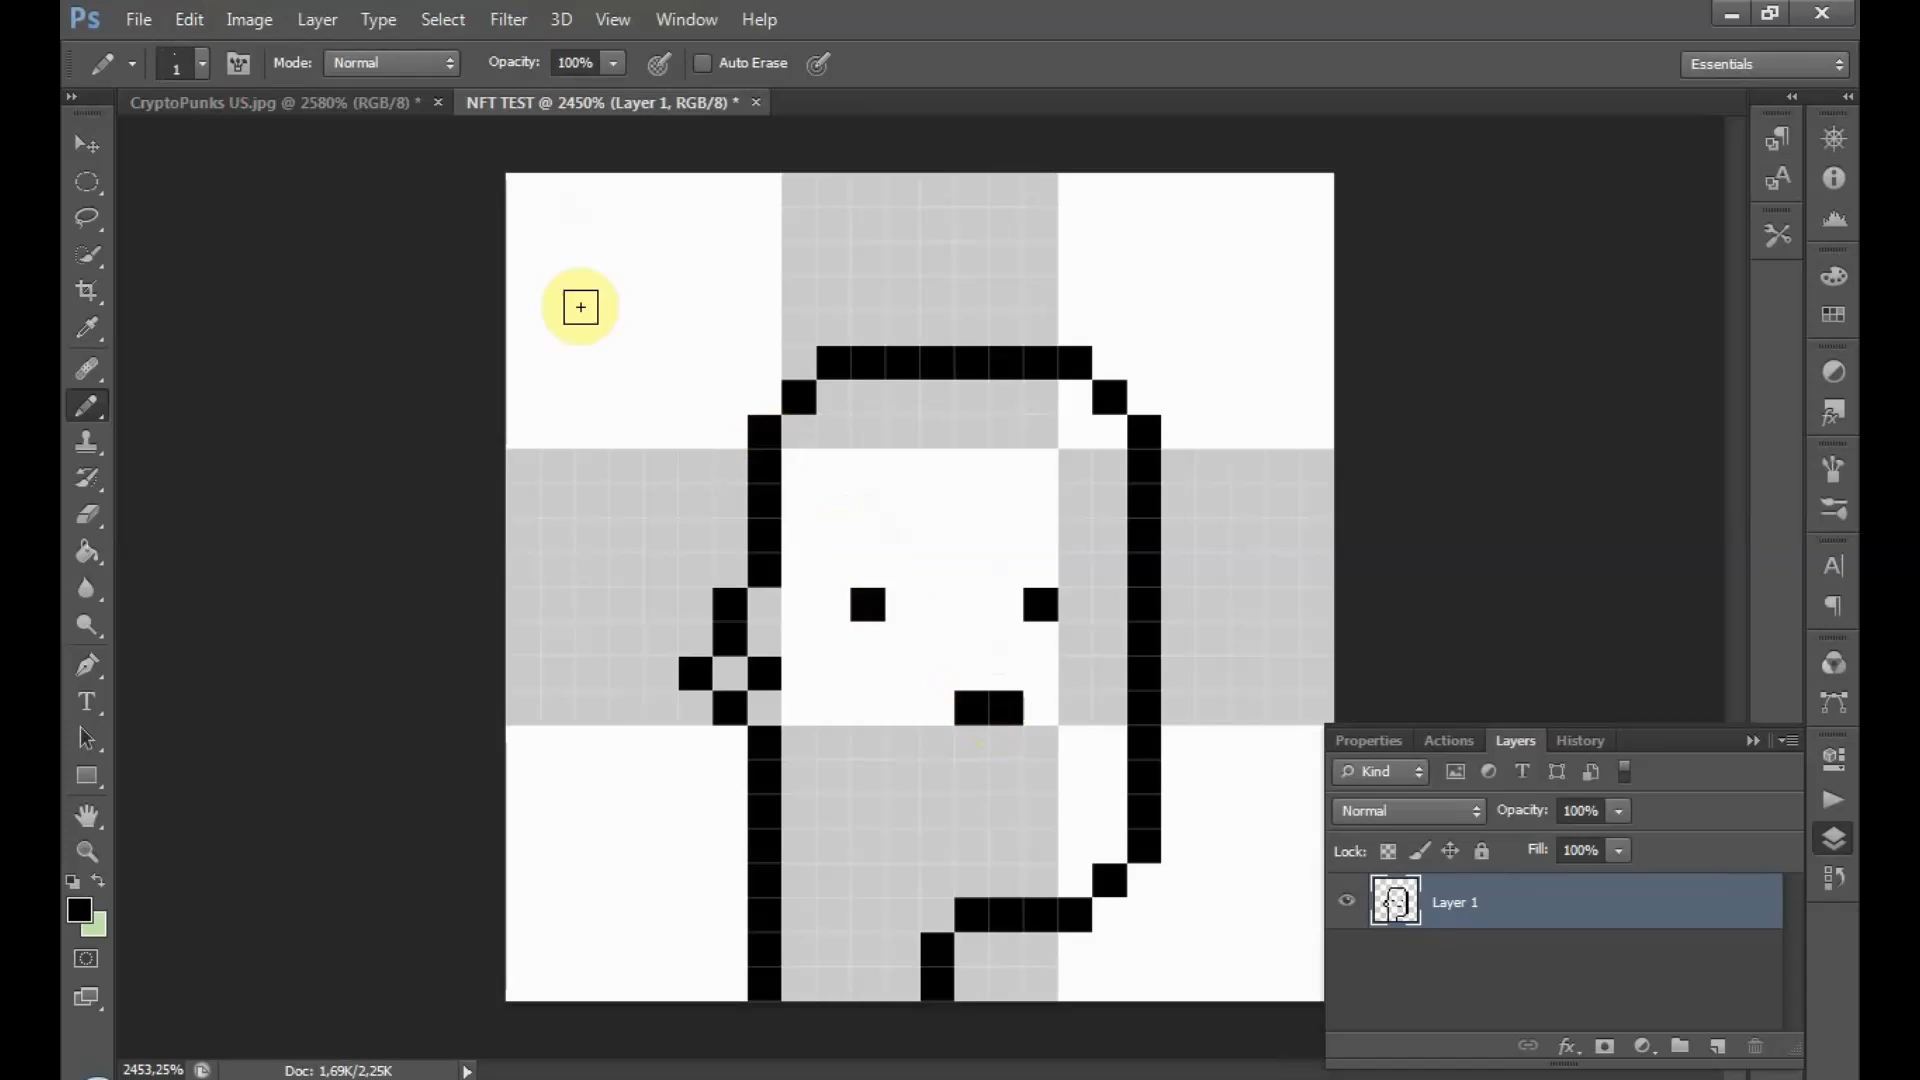 Ps File Edit Image Layer Type Select Filter 3D View Window Help
1 Mode: Normal Opacity: 100% Auto Erase Essentials
CryptoPunks US.jpg @ 2580% (RGB/8) * × NFT TEST @ 2450% (Layer 1, RGB/8) * ×
Properties Actions Layers History
Kind
Normal Opacity: 100%
Lock: Fill: 100%
Layer 1
fx
2453,25% Doc: 1,69K/2,25K